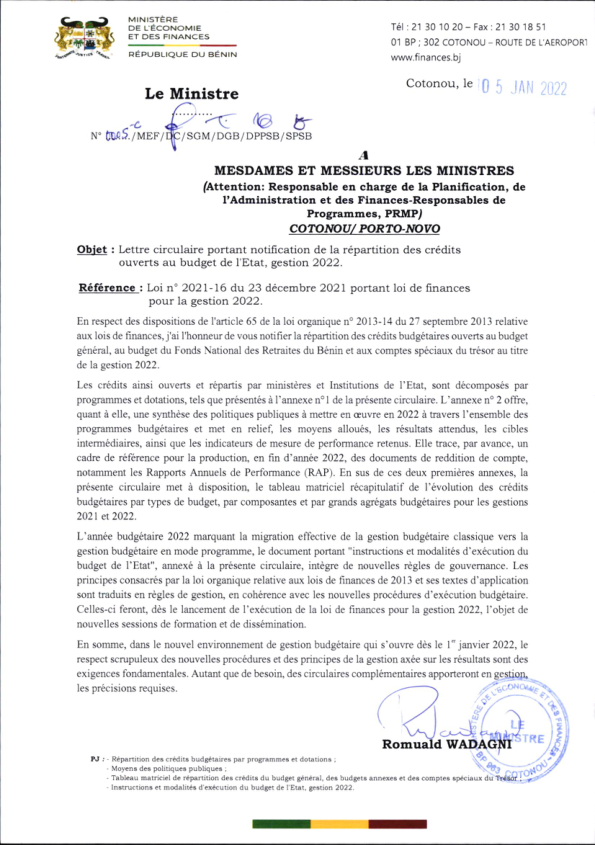 MINISTÈRE
DE L'ÉCONOMIE
ET DES FINANCES
RÉPUBLIQUE DU BÉNIN
Tél : 21 30 10 20 – Fax : 21 30 18 51
01 BP ; 302 COTONOU – ROUTE DE L'AEROPORT
www.finances.bj
Cotonou, le 05 JAN 2022
Le Ministre
N° /MEF/DC/SGM/DGB/DPPSB/SPSB
A
MESDAMES ET MESSIEURS LES MINISTRES
(Attention: Responsable en charge de la Planification, de
l'Administration et des Finances-Responsables de
Programmes, PRMP)
COTONOU/ PORTO-NOVO
Objet : Lettre circulaire portant notification de la répartition des crédits
ouverts au budget de l'Etat, gestion 2022.
Référence : Loi n° 2021-16 du 23 décembre 2021 portant loi de finances
pour la gestion 2022.
En respect des dispositions de l'article 65 de la loi organique n° 2013-14 du 27 septembre 2013 relative
aux lois de finances, j'ai l'honneur de vous notifier la répartition des crédits budgétaires ouverts au budget
général, au budget du Fonds National des Retraites du Bénin et aux comptes spéciaux du trésor au titre
de la gestion 2022.
Les crédits ainsi ouverts et répartis par ministères et Institutions de l'Etat, sont décomposés par
programmes et dotations, tels que présentés à l'annexe n°1 de la présente circulaire. L'annexe n° 2 offre,
quant à elle, une synthèse des politiques publiques à mettre en œuvre en 2022 à travers l'ensemble des
programmes budgétaires et met en relief, les moyens alloués, les résultats attendus, les cibles
intermédiaires, ainsi que les indicateurs de mesure de performance retenus. Elle trace, par avance, un
cadre de référence pour la production, en fin d'année 2022, des documents de reddition de compte,
notamment les Rapports Annuels de Performance (RAP). En sus de ces deux premières annexes, la
présente circulaire met à disposition, le tableau matriciel récapitulatif de l'évolution des crédits
budgétaires par types de budget, par composantes et par grands agrégats budgétaires pour les gestions
2021 et 2022.
L'année budgétaire 2022 marquant la migration effective de la gestion budgétaire classique vers la
gestion budgétaire en mode programme, le document portant "instructions et modalités d'exécution du
budget de l'Etat", annexé à la présente circulaire, intègre de nouvelles règles de gouvernance. Les
principes consacrés par la loi organique relative aux lois de finances de 2013 et ses textes d'application
sont traduits en règles de gestion, en cohérence avec les nouvelles procédures d'exécution budgétaire.
Celles-ci feront, dès le lancement de l'exécution de la loi de finances pour la gestion 2022, l'objet de
nouvelles sessions de formation et de dissémination.
En somme, dans le nouvel environnement de gestion budgétaire qui s'ouvre dès le 1er janvier 2022, le
respect scrupuleux des nouvelles procédures et des principes de la gestion axée sur les résultats sont des
exigences fondamentales. Autant que de besoin, des circulaires complémentaires apporteront en gestion,
les précisions requises.
MINISTÈRE DE L'ECONOMIE ET DES FINANCES
LE
MINISTRE
COTONOU
Romuald WADAGNI
PJ : - Répartition des crédits budgétaires par programmes et dotations ;
- Moyens des politiques publiques ;
- Tableau matriciel de répartition des crédits du budget général, des budgets annexes et des comptes spéciaux du Trésor ;
- Instructions et modalités d'exécution du budget de l'Etat, gestion 2022.